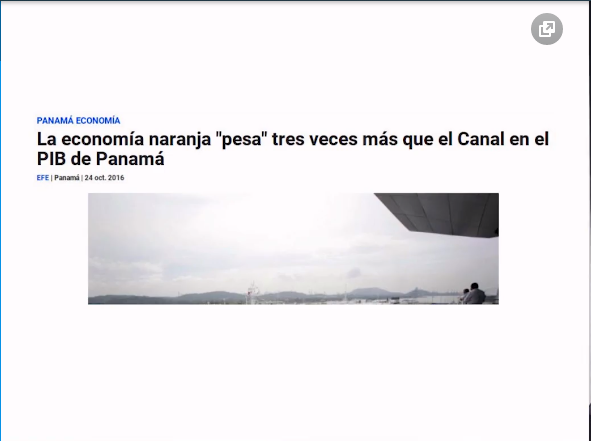 PANAMÁ ECONOMÍA
La economía naranja "pesa" tres veces más que el Canal en el
PIB de Panamá
EFE | Panamá | 24 oct. 2016